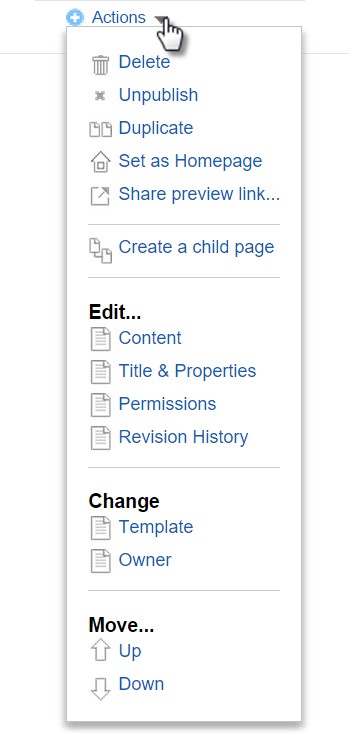 Actions
Delete
Unpublish
Duplicate
Set as Homepage
Share preview link...
Create a child page
Edit...
Content
Title & Properties
Permissions
Revision History
Change
Template
Owner
Move...
Up
Down